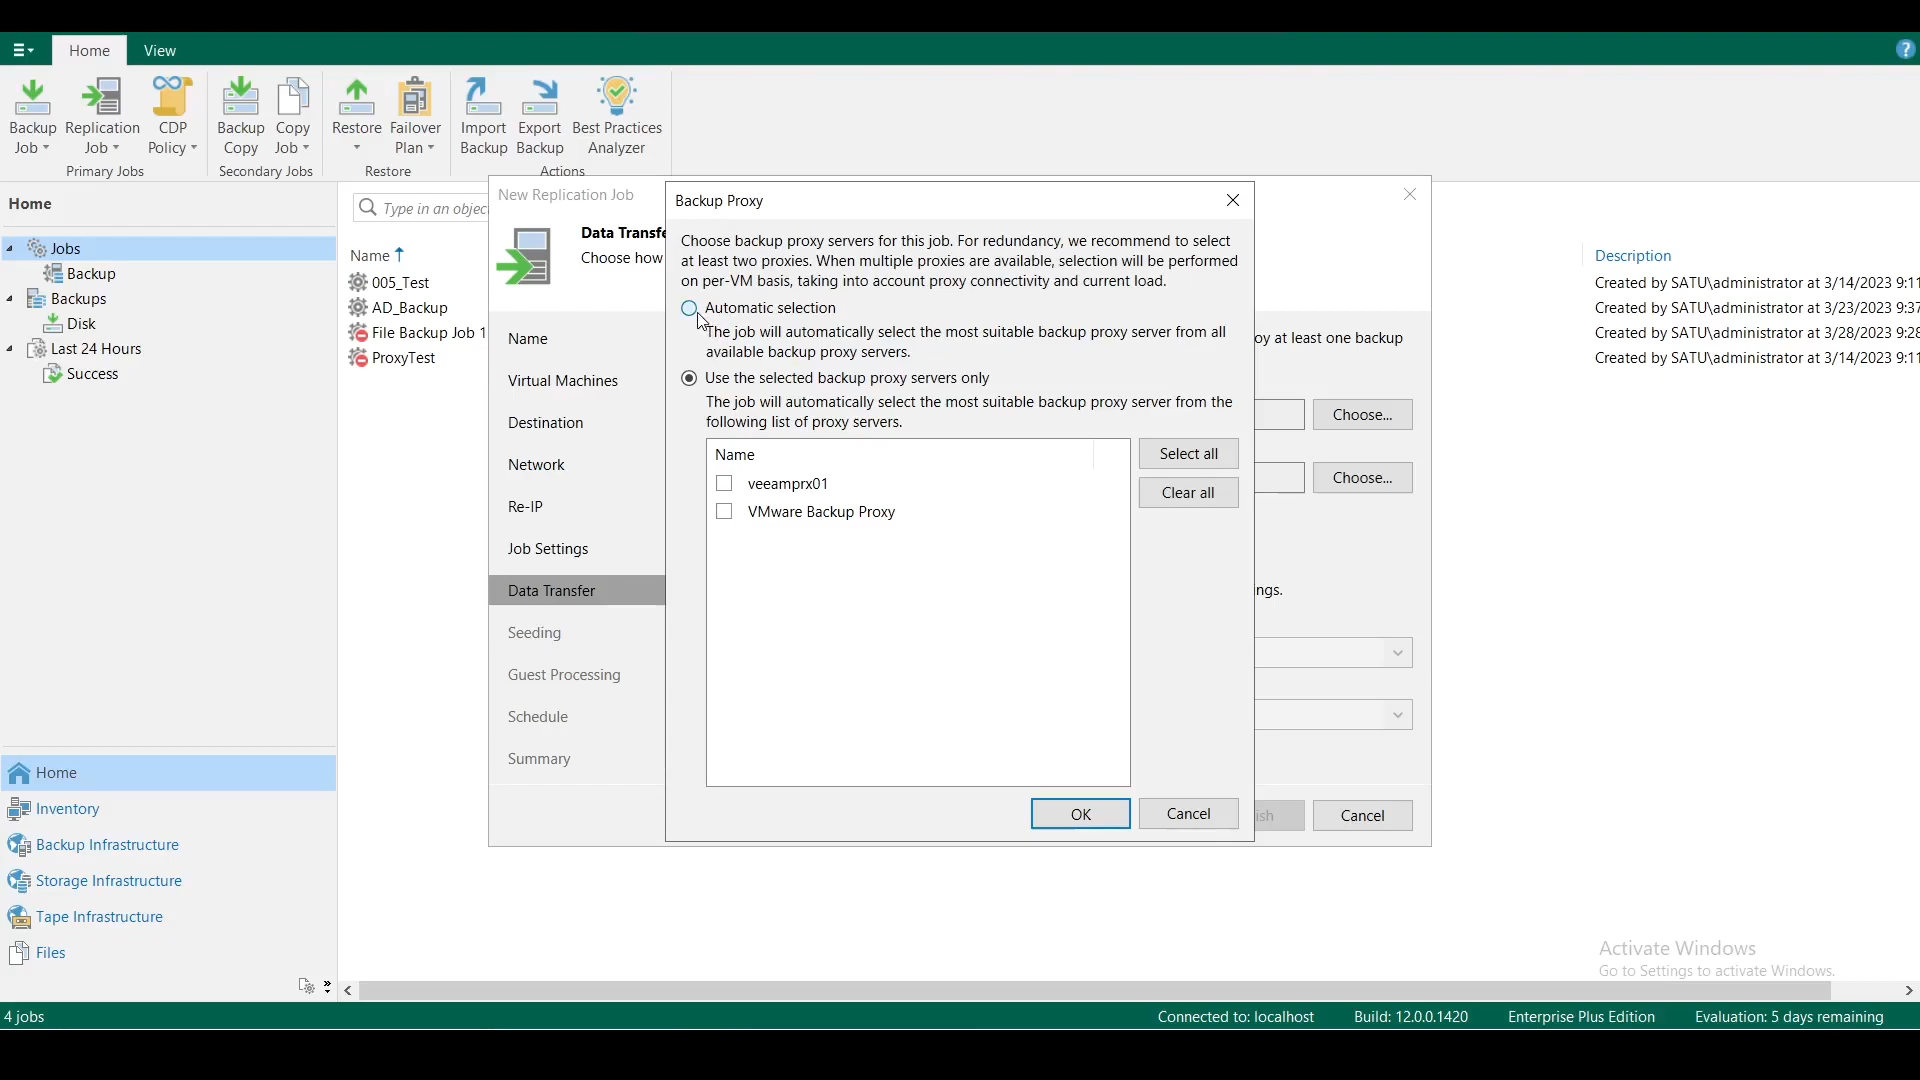 Home
View
Backup Job
Replication Job
CDP Policy
Primary Jobs
Backup Copy
Copy Job
Secondary Jobs
Restore
Failover Plan
Restore
Import Backup
Export Backup
Best Practices Analyzer
Actions
Home
Jobs
Backup
Backups
Disk
Last 24 Hours
Success
Home
Inventory
Backup Infrastructure
Storage Infrastructure
Tape Infrastructure
Files
Type in an object
Name
005_Test
AD_Backup
File Backup Job 1
ProxyTest
New Replication Job
Data Transfe
Choose how
Name
Virtual Machines
Destination
Network
Re-IP
Job Settings
Data Transfer
Seeding
Guest Processing
Schedule
Summary
Backup Proxy
Choose backup proxy servers for this job. For redundancy, we recommend to select
at least two proxies. When multiple proxies are available, selection will be performed
on per-VM basis, taking into account proxy connectivity and current load.
Automatic selection
The job will automatically select the most suitable backup proxy server from all
available backup proxy servers.
Use the selected backup proxy servers only
The job will automatically select the most suitable backup proxy server from the
following list of proxy servers.
Name
veeamprx01
VMware Backup Proxy
Select all
Clear all
OK
Cancel
oy at least one backup
Choose...
Choose...
ngs.
ish
Cancel
Description
Created by SATU\administrator at 3/14/2023 9:11
Created by SATU\administrator at 3/23/2023 9:37
Created by SATU\administrator at 3/28/2023 9:28
Created by SATU\administrator at 3/14/2023 9:11
Activate Windows
Go to Settings to activate Windows.
4 jobs
Connected to: localhost
Build: 12.0.0.1420
Enterprise Plus Edition
Evaluation: 5 days remaining